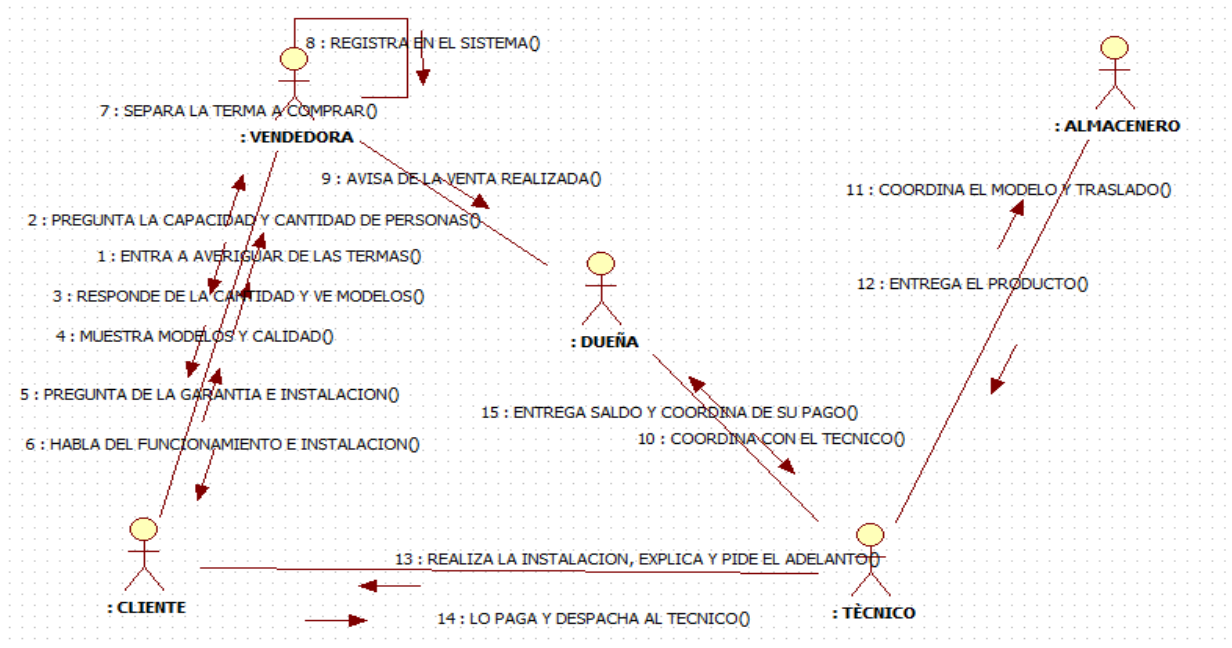 8 : REGISTRA EN EL SISTEMA()
7 : SEPARA LA TERMA A COMPRAR()
: VENDEDORA
: ALMACENERO
9 : AVISA DE LA VENTA REALIZADA()
11 : COORDINA EL MODELO Y TRASLADO()
2 : PREGUNTA LA CAPACIDAD Y CANTIDAD DE PERSONAS()
1 : ENTRA A AVERIGUAR DE LAS TERMAS()
3 : RESPONDE DE LA CANTIDAD Y VE MODELOS()
12 : ENTREGA EL PRODUCTO()
4 : MUESTRA MODELOS Y CALIDAD()
: DUEÑA
5 : PREGUNTA DE LA GARANTIA E INSTALACION()
15 : ENTREGA SALDO Y COORDINA DE SU PAGO()
10 : COORDINA CON EL TECNICO()
6 : HABLA DEL FUNCIONAMIENTO E INSTALACION()
13 : REALIZA LA INSTALACION, EXPLICA Y PIDE EL ADELANTO()
: CLIENTE
: TÈCNICO
14 : LO PAGA Y DESPACHA AL TECNICO()